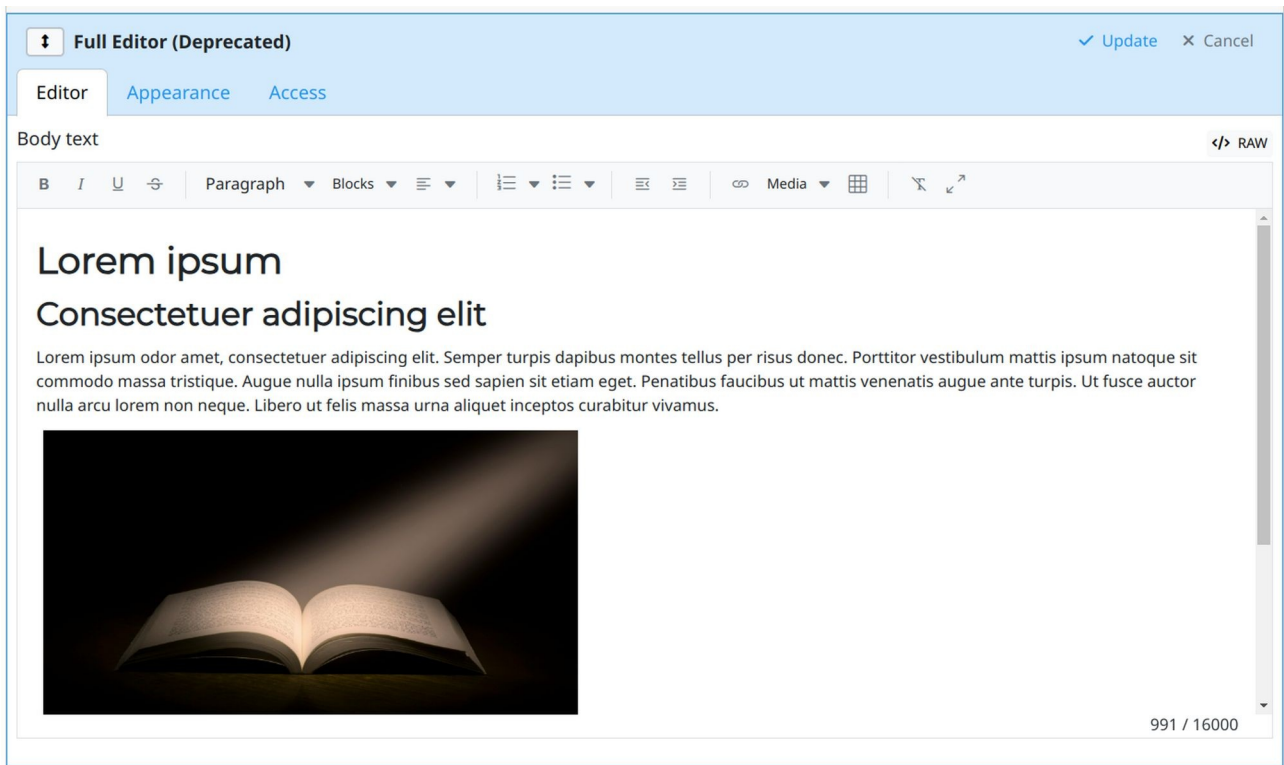 Full Editor (Deprecated)
Update
Cancel
Editor
Appearance
Access
Body text
</> RAW
B I U S Paragraph Blocks Media
Lorem ipsum
Consectetuer adipiscing elit
Lorem ipsum odor amet, consectetuer adipiscing elit. Semper turpis dapibus montes tellus per risus donec. Porttitor vestibulum mattis ipsum natoque sit
commodo massa tristique. Augue nulla ipsum finibus sed sapien sit etiam eget. Penatibus faucibus ut mattis venenatis augue ante turpis. Ut fusce auctor
nulla arcu lorem non neque. Libero ut felis massa urna aliquet inceptos curabitur vivamus.
991 / 16000